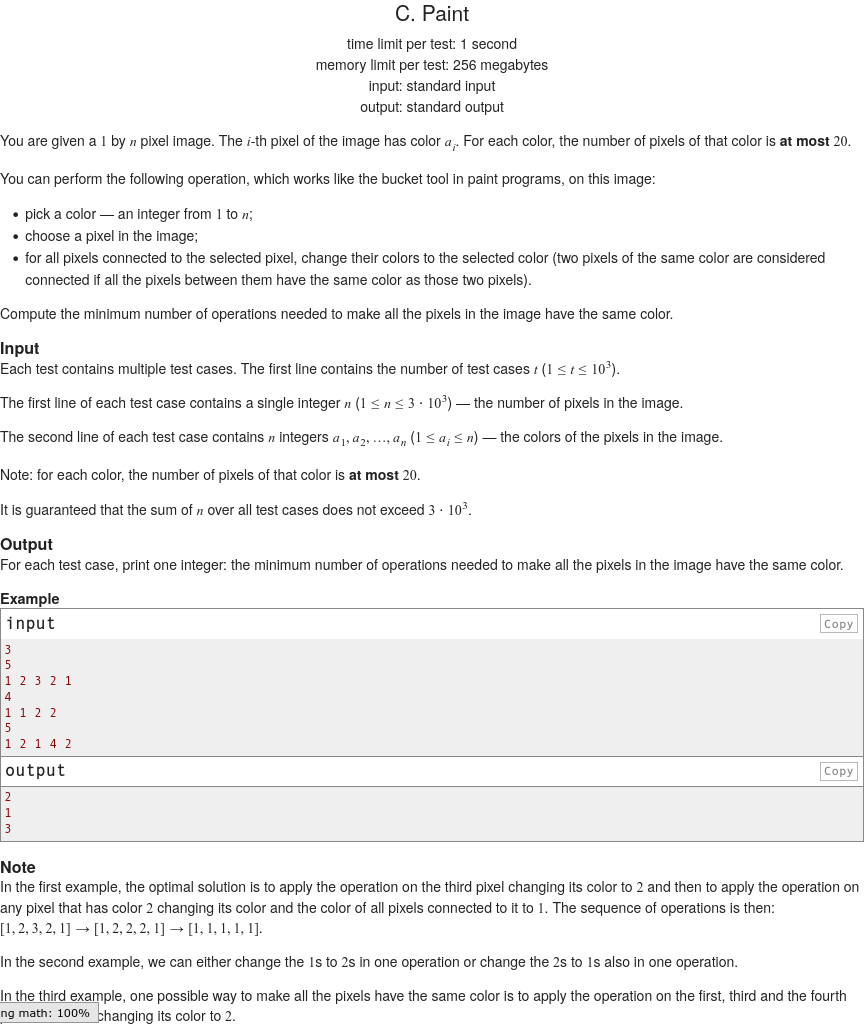 C. Paint
time limit per test: 1 second
memory limit per test: 256 megabytes
input: standard input
output: standard output
You are given a 1 by n pixel image. The i-th pixel of the image has color a_i. For each color, the number of pixels of that color is at most 20.
You can perform the following operation, which works like the bucket tool in paint programs, on this image:
• pick a color — an integer from 1 to n;
• choose a pixel in the image;
• for all pixels connected to the selected pixel, change their colors to the selected color (two pixels of the same color are considered
connected if all the pixels between them have the same color as those two pixels).
Compute the minimum number of operations needed to make all the pixels in the image have the same color.
Input
Each test contains multiple test cases. The first line contains the number of test cases t (1 ≤ t ≤ 10^3).
The first line of each test case contains a single integer n (1 ≤ n ≤ 3 · 10^3) — the number of pixels in the image.
The second line of each test case contains n integers a_1, a_2, …, a_n (1 ≤ a_i ≤ n) — the colors of the pixels in the image.
Note: for each color, the number of pixels of that color is at most 20.
It is guaranteed that the sum of n over all test cases does not exceed 3 · 10^3.
Output
For each test case, print one integer: the minimum number of operations needed to make all the pixels in the image have the same color.
Example
input Copy
3
5
1 2 3 2 1
4
1 1 2 2
5
1 2 1 4 2
output Copy
2
1
3
Note
In the first example, the optimal solution is to apply the operation on the third pixel changing its color to 2 and then to apply the operation on
any pixel that has color 2 changing its color and the color of all pixels connected to it to 1. The sequence of operations is then:
[1, 2, 3, 2, 1] → [1, 2, 2, 2, 1] → [1, 1, 1, 1, 1].
In the second example, we can either change the 1s to 2s in one operation or change the 2s to 1s also in one operation.
In the third example, one possible way to make all the pixels have the same color is to apply the operation on the first, third and the fourth
ng math: 100% changing its color to 2.